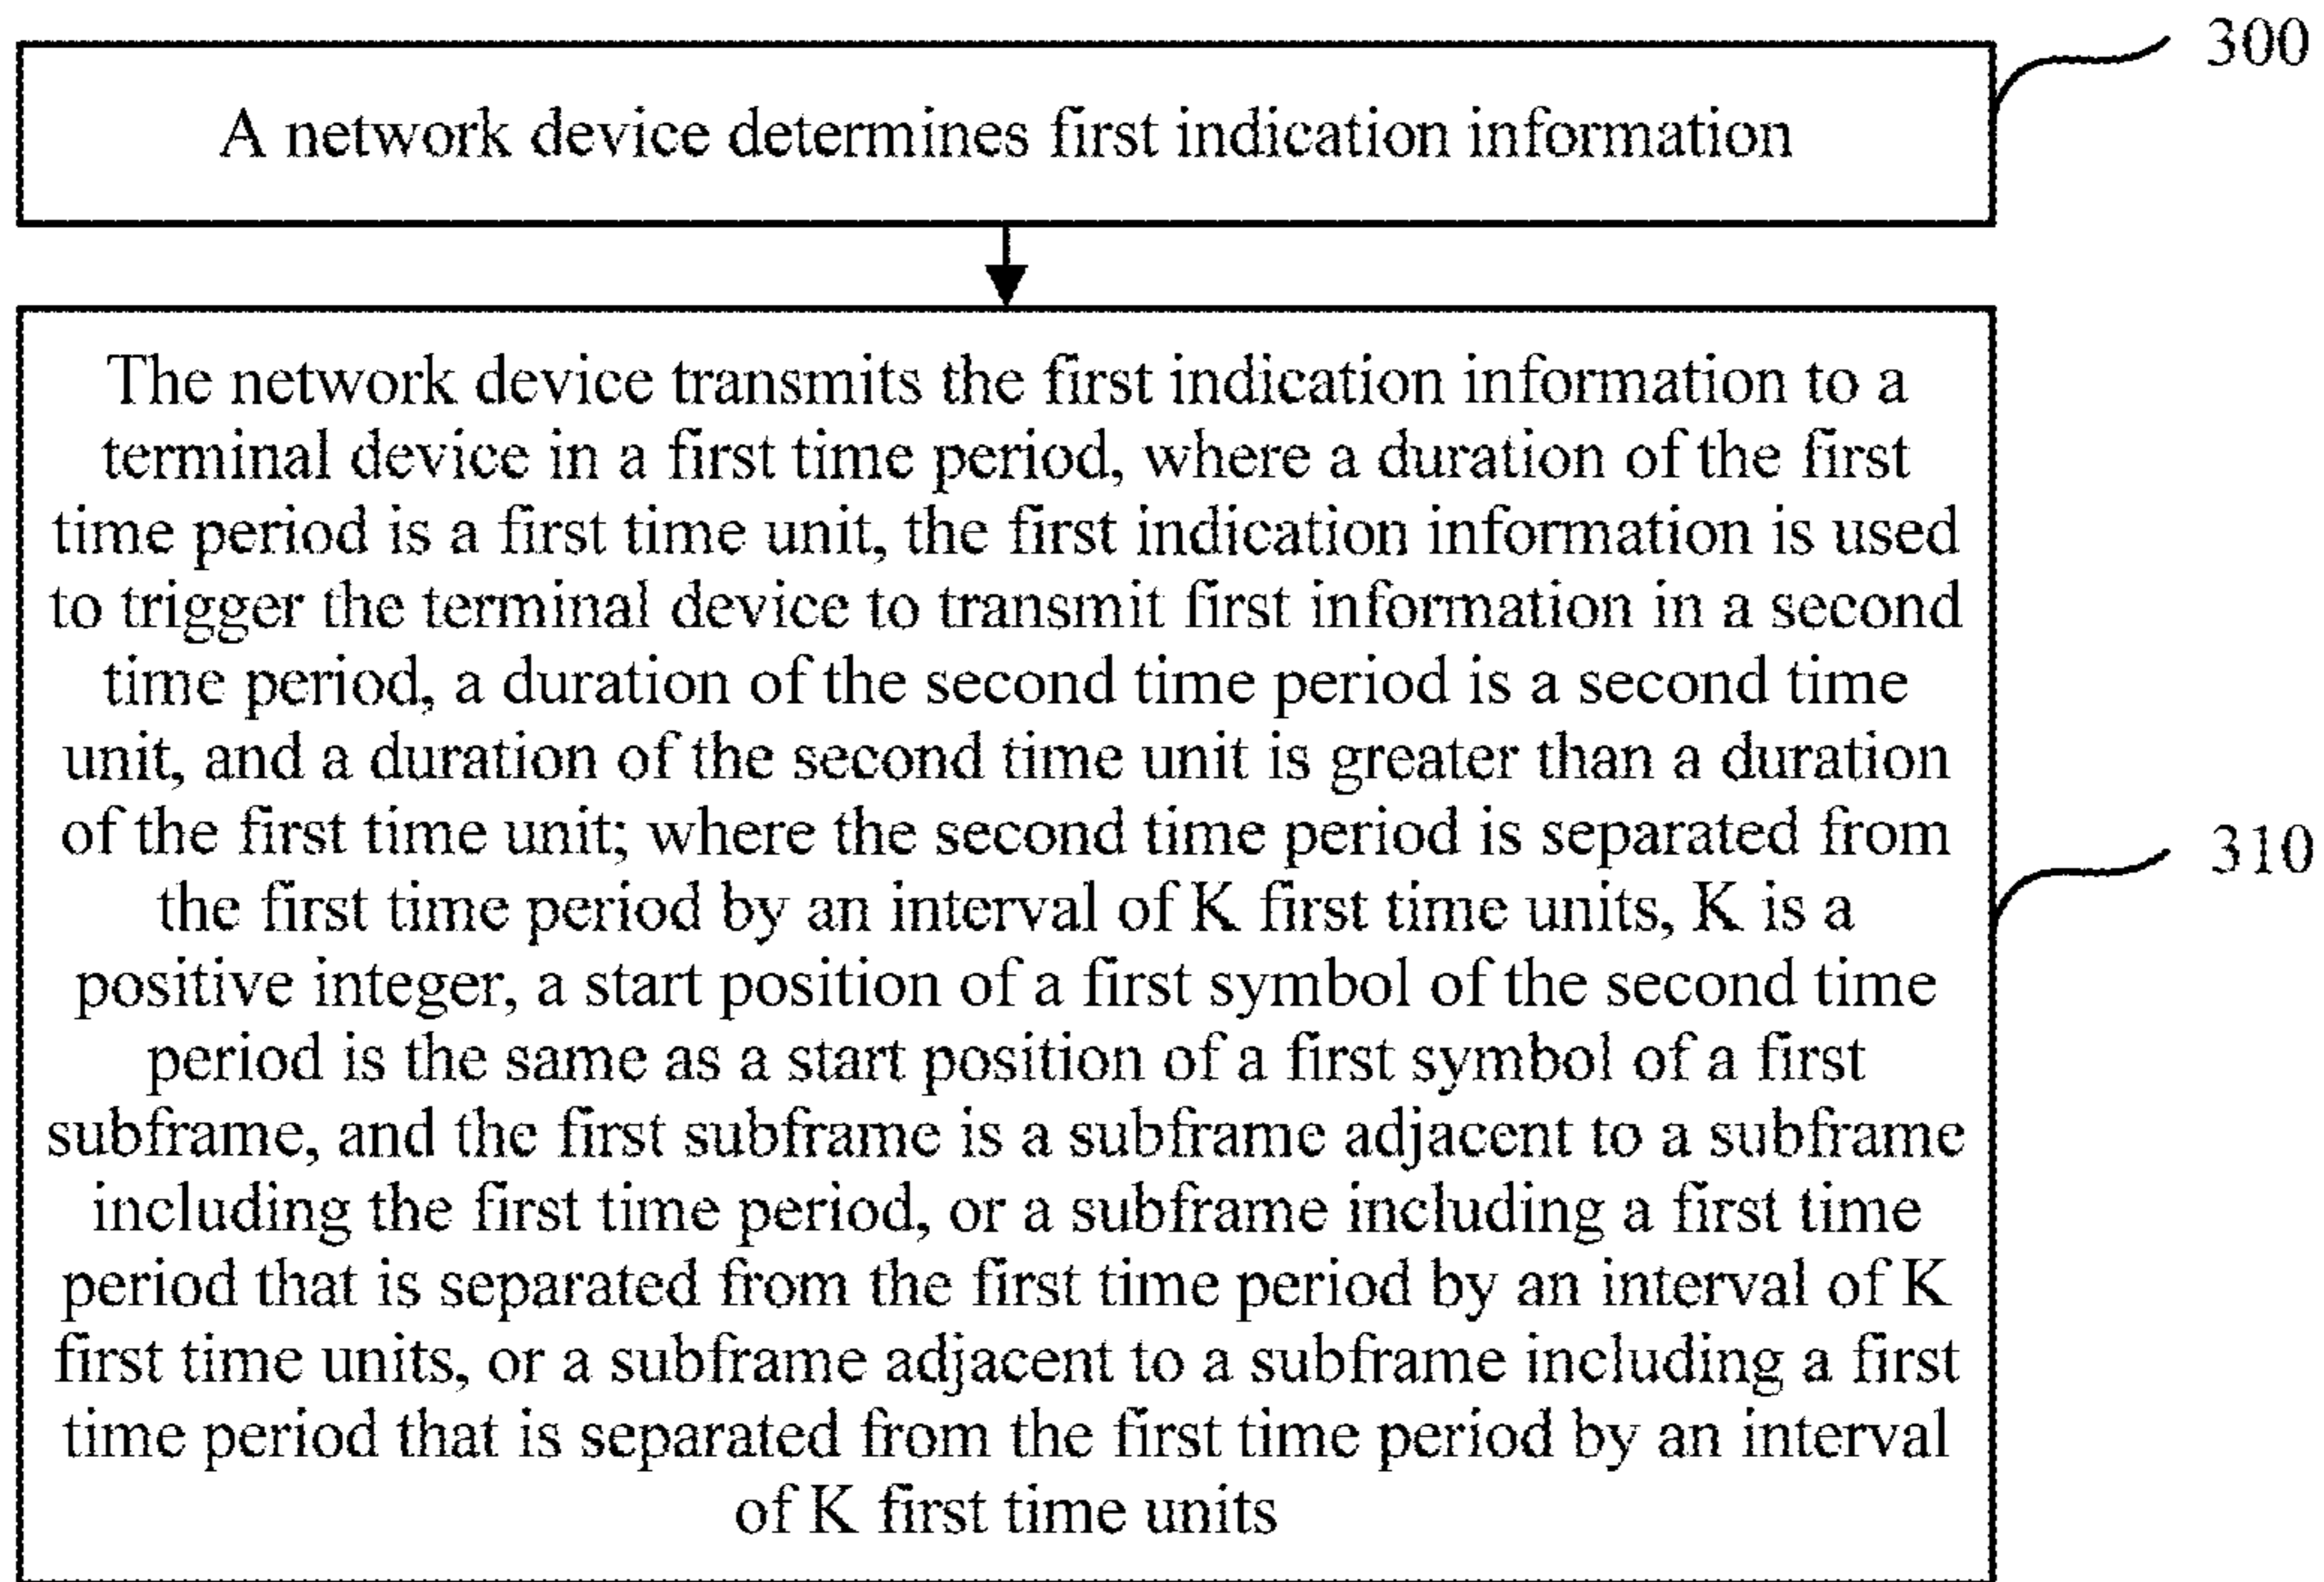 300
A network device determines first indication information
The network device transmits the first indication information to a
terminal device in a first time period, where a duration of the first
time period is a first time unit, the first indication information is used
to trigger the terminal device to transmit first information in a second
time period, a duration of the second time period is a second time
unit, and a duration of the second time unit is greater than a duration
of the first time unit; where the second time period is separated from
the first time period by an interval of K first time units, K is a
positive integer, a start position of a first symbol of the second time
period is the same as a start position of a first symbol of a first
subframe, and the first subframe is a subframe adjacent to a subframe
including the first time period, or a subframe including a first time
period that is separated from the first time period by an interval of K
first time units, or a subframe adjacent to a subframe including a first
time period that is separated from the first time period by an interval
of K first time units
310